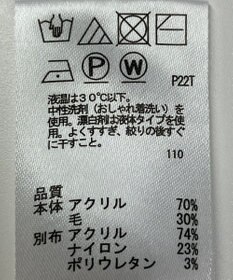 P W
P22T
液温は30℃以下。
中性洗剤(おしゃれ着洗い)を
使用。漂白剤は液体タイプを使
用。よくすすぎ、絞りの後すぐ
に干すこと。
110
品質
本体 アクリル 70%
毛 30%
別布 アクリル 74%
ナイロン 23%
ポリウレタン 3%